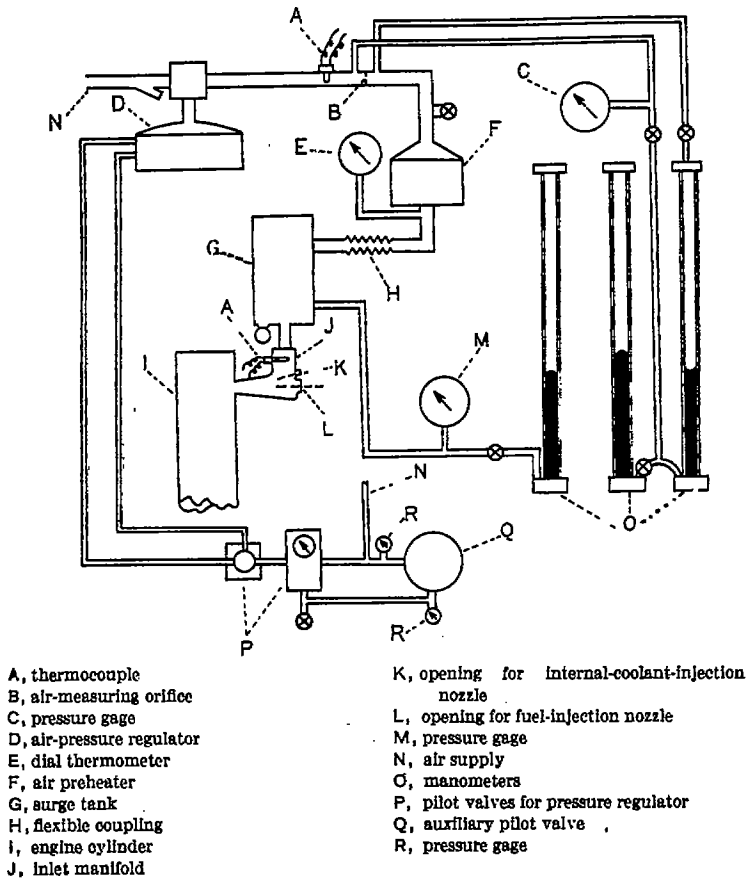 A
N
D
B
C
E
F
G
H
A
J
I
K
L
M
N
R
Q
O
P
R
A, thermocouple
B, air-measuring orifice
C, pressure gage
D, air-pressure regulator
E, dial thermometer
F, air preheater
G, surge tank
H, flexible coupling
I, engine cylinder
J, inlet manifold
K, opening for internal-coolant-injection
nozzle
L, opening for fuel-injection nozzle
M, pressure gage
N, air supply
O, manometers
P, pilot valves for pressure regulator
Q, auxiliary pilot valve
R, pressure gage